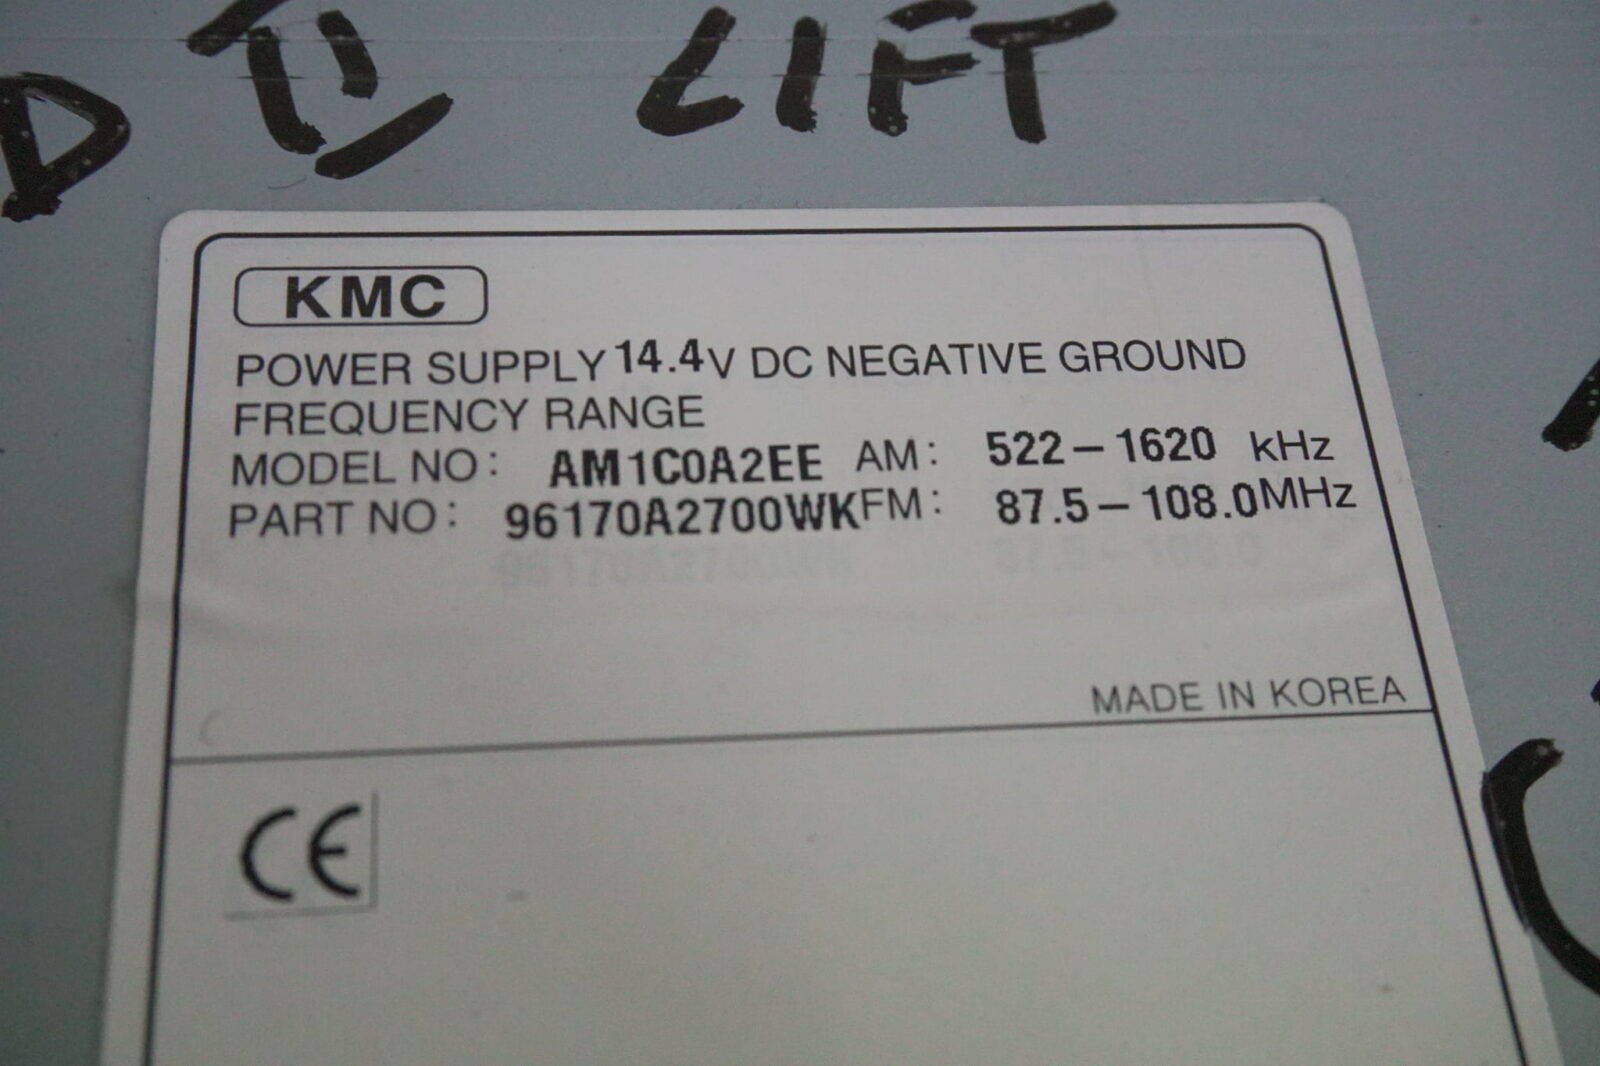 LIFT
KMC
POWER SUPPLY 14.4V DC NEGATIVE GROUND
FREQUENCY RANGE
MODEL NO: AM1C0A2EE AM: 522-1620 kHz
PART NO: 96170A2700WK FM: 87.5-108.0MHz
MADE IN KOREA
CE